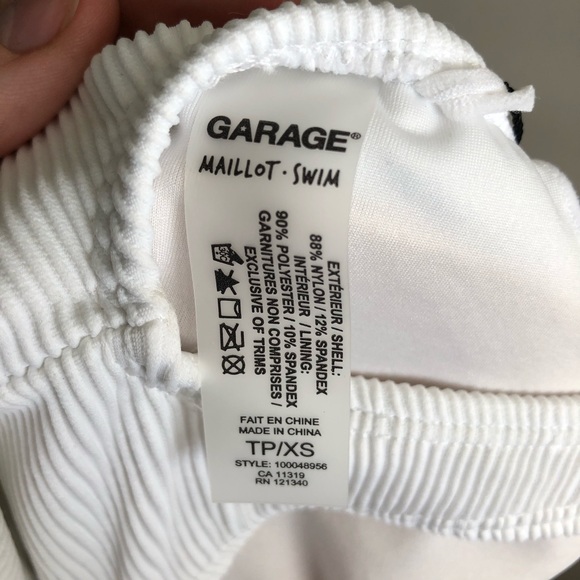 GARAGE®
MAILLOT · SWIM
EXTÉRIEUR / SHELL:
88% NYLON / 12% SPANDEX
INTÉRIEUR / LINING:
90% POLYESTER / 10% SPANDEX
GARNITURES NON COMPRISES /
EXCLUSIVE OF TRIMS
FAIT EN CHINE
MADE IN CHINA
TP/XS
STYLE: 100048956
CA 11319
RN 121340